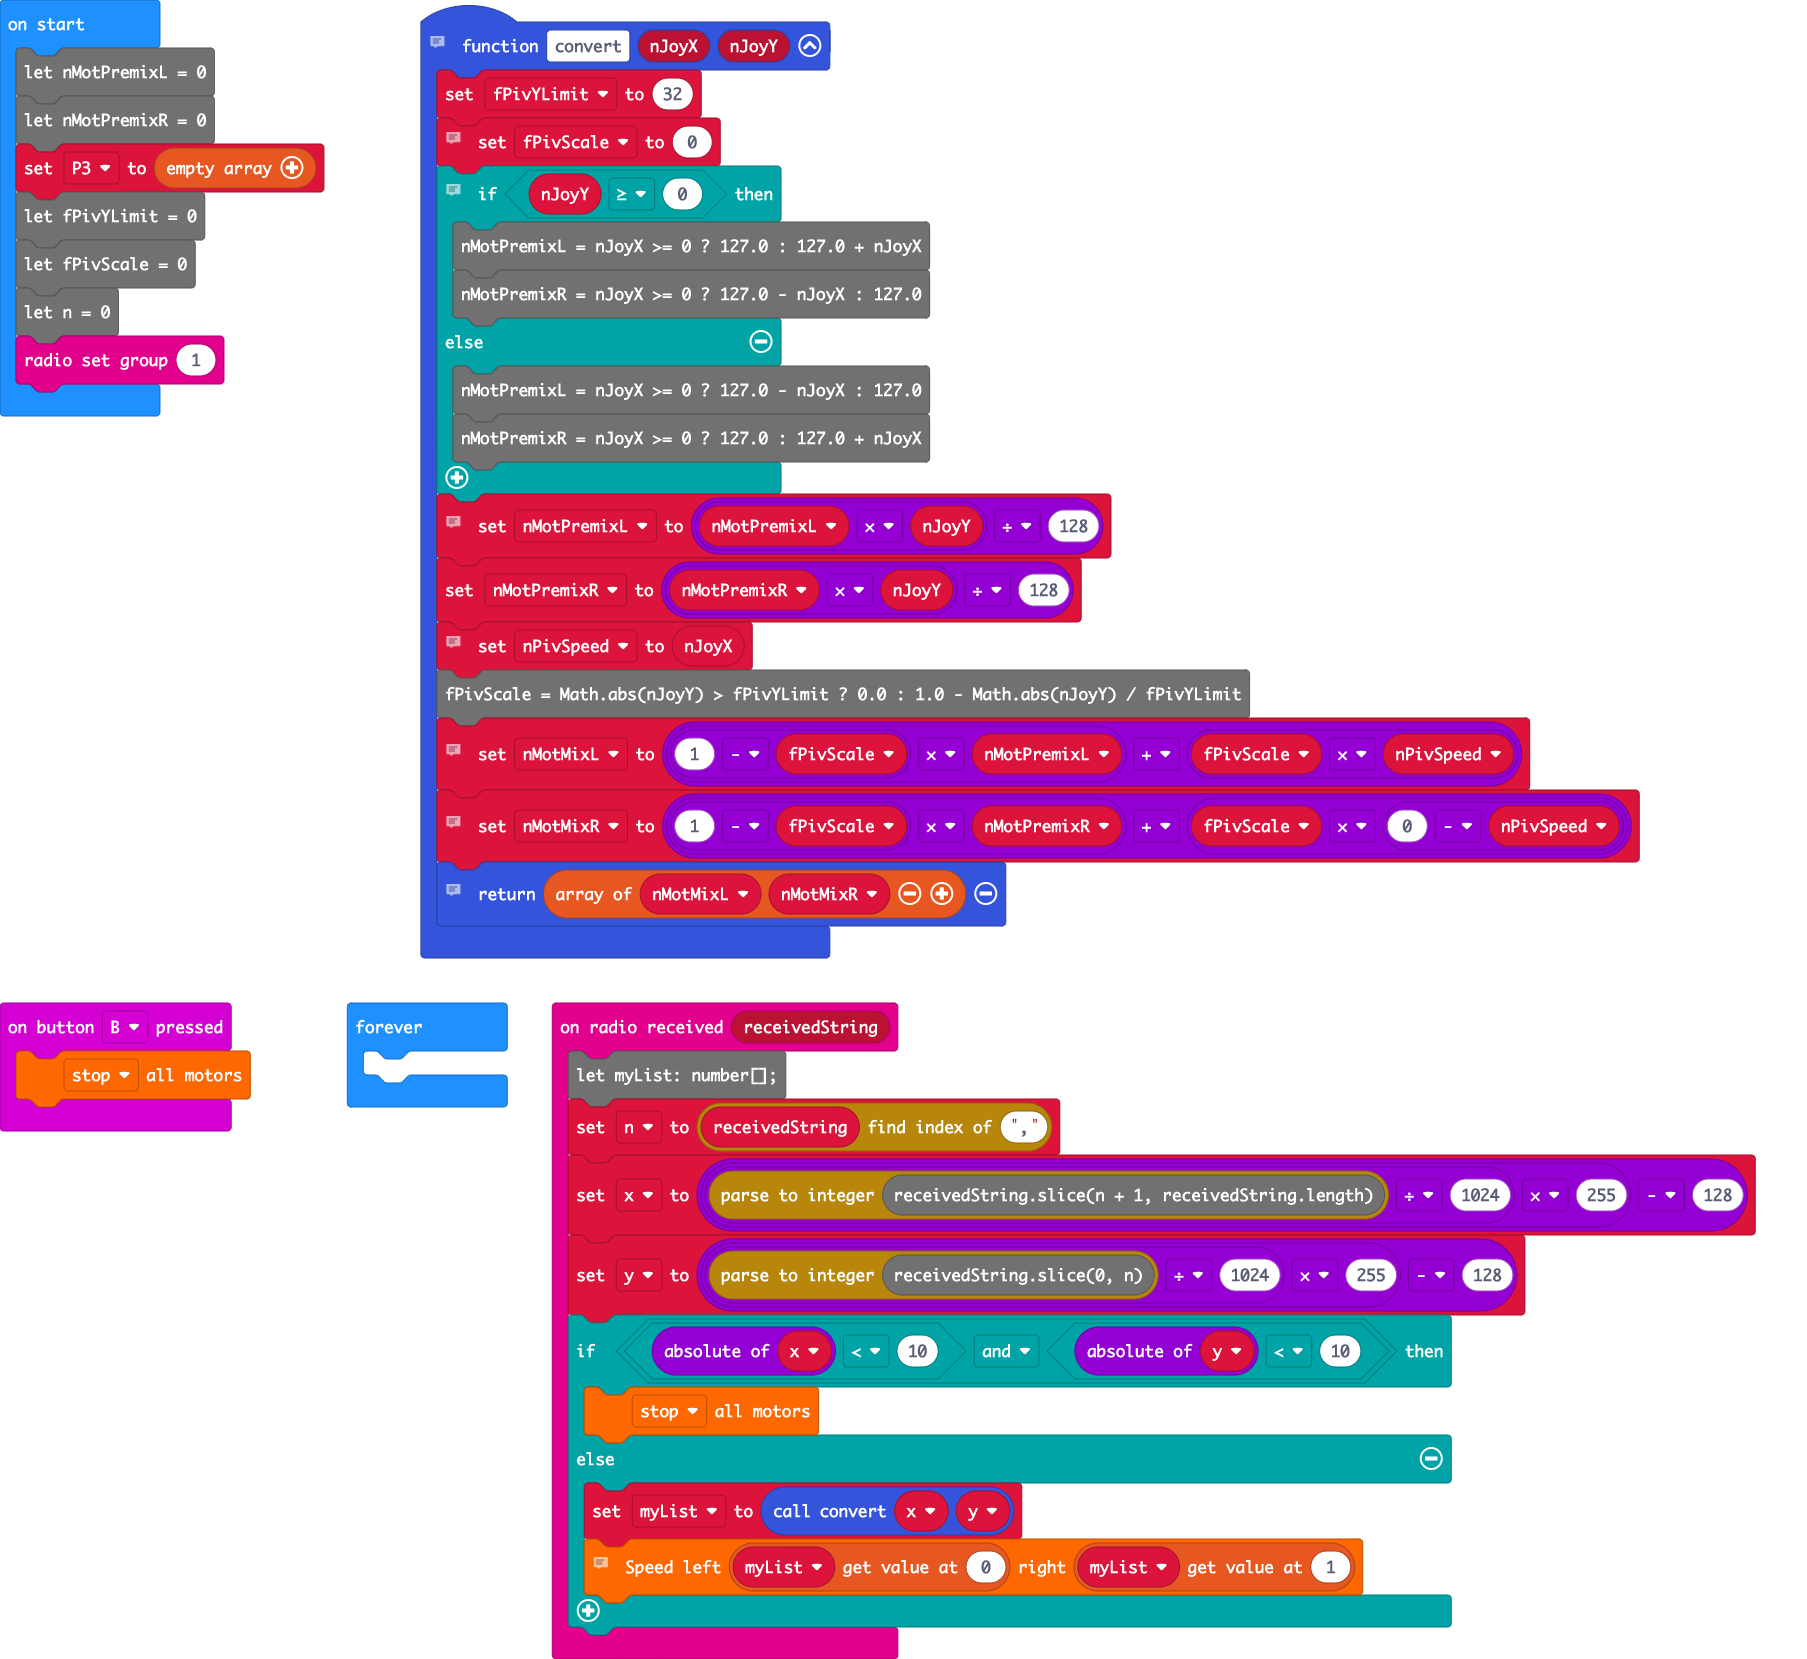 on start
let nMotPremixL = 0
let nMotPremixR = 0
set P3 to empty array
let fPivYLimit = 0
let fPivScale = 0
let n = 0
radio set group 1
function convert nJoyX nJoyY
set fPivYLimit to 32
set fPivScale to 0
if nJoyY ≥ 0 then
nMotPremixL = nJoyX >= 0 ? 127.0 : 127.0 + nJoyX
nMotPremixR = nJoyX >= 0 ? 127.0 - nJoyX : 127.0
else
nMotPremixL = nJoyX >= 0 ? 127.0 - nJoyX : 127.0
nMotPremixR = nJoyX >= 0 ? 127.0 : 127.0 + nJoyX
set nMotPremixL to nMotPremixL × nJoyY ÷ 128
set nMotPremixR to nMotPremixR × nJoyY ÷ 128
set nPivSpeed to nJoyX
fPivScale = Math.abs(nJoyY) > fPivYLimit ? 0.0 : 1.0 - Math.abs(nJoyY) / fPivYLimit
set nMotMixL to 1 - fPivScale × nMotPremixL + fPivScale × nPivSpeed
set nMotMixR to 1 - fPivScale × nMotPremixR + fPivScale × 0 - nPivSpeed
return array of nMotMixL nMotMixR
on button B pressed
stop all motors
forever
on radio received receivedString
let myList: number[];
set n to receivedString find index of ","
set x to parse to integer receivedString.slice(n + 1, receivedString.length) ÷ 1024 × 255 - 128
set y to parse to integer receivedString.slice(0, n) ÷ 1024 × 255 - 128
if absolute of x < 10 and absolute of y < 10 then
stop all motors
else
set myList to call convert x y
Speed left myList get value at 0 right myList get value at 1